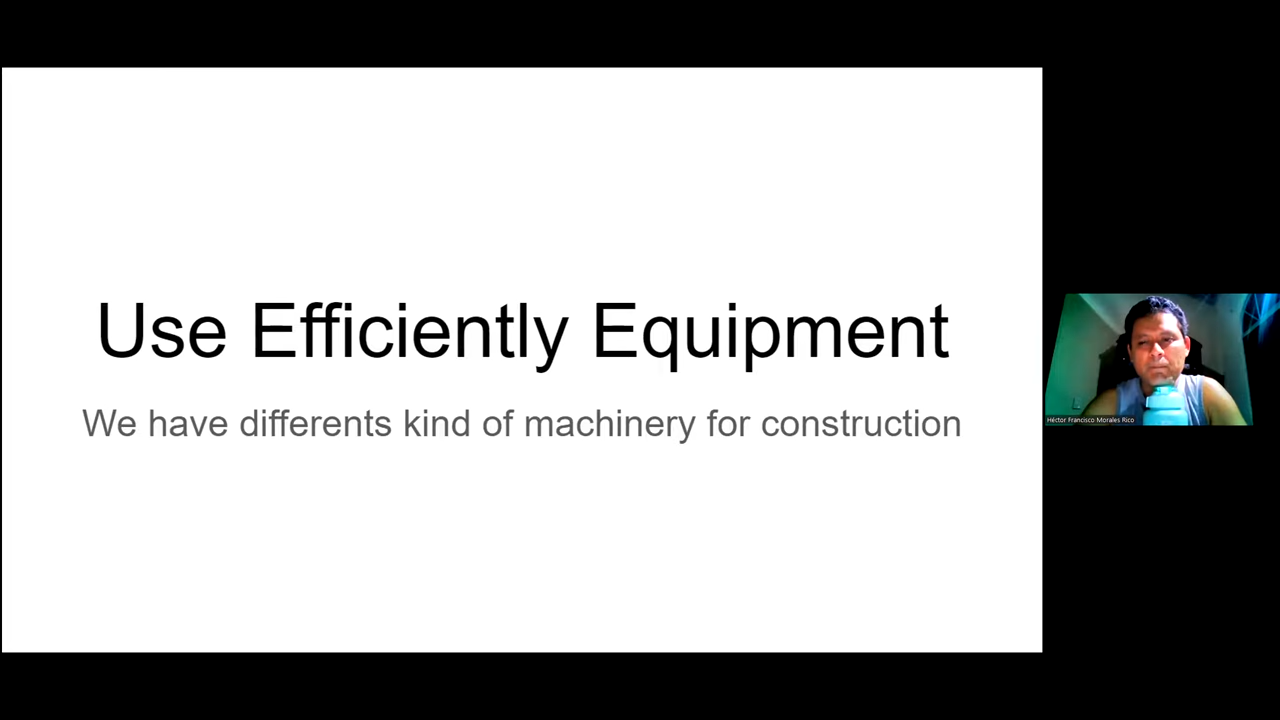 Use Efficiently Equipment
We have differents kind of machinery for construction
Héctor Francisco Morales Rico